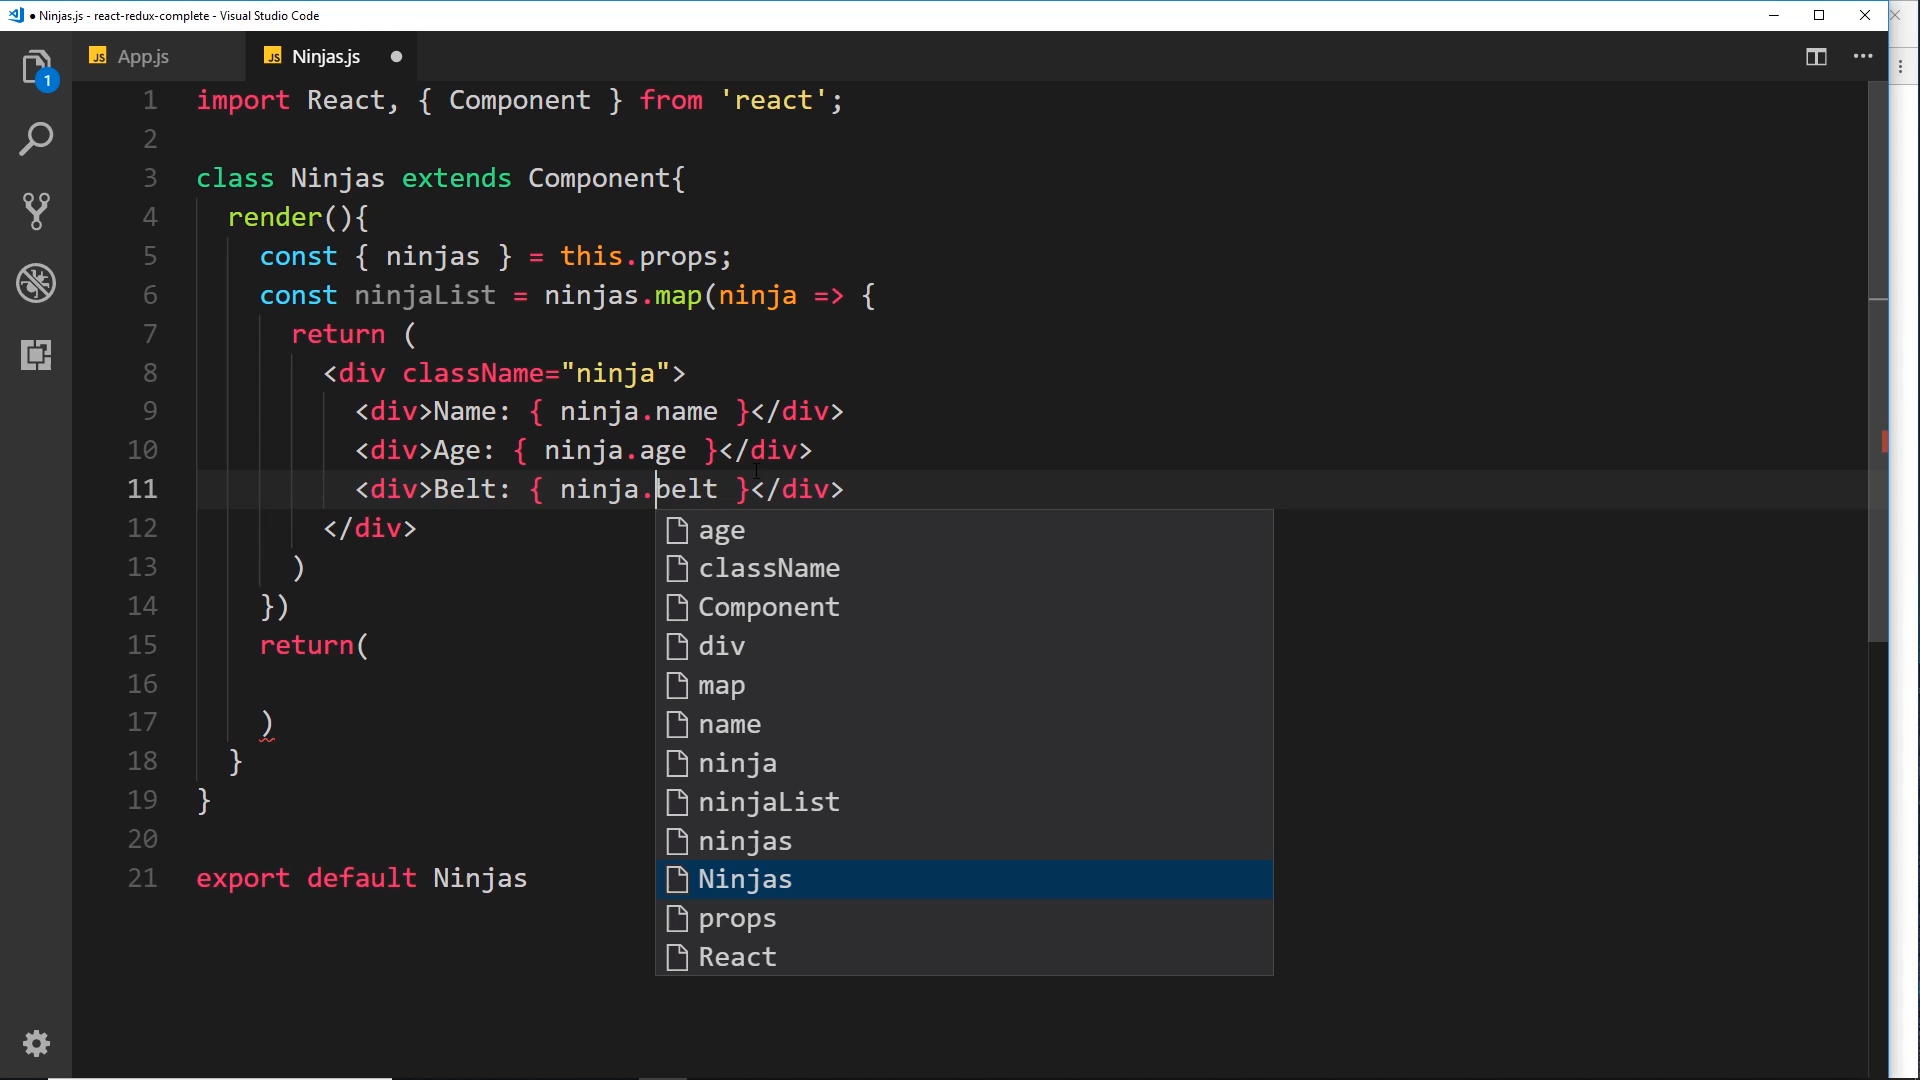 ● Ninjas.js - react-redux-complete - Visual Studio Code
JS App.js
JS Ninjas.js ●
1
1 import React, { Component } from 'react';
2
3 class Ninjas extends Component{
4 render(){
5 const { ninjas } = this.props;
6 const ninjaList = ninjas.map(ninja => {
7 return (
8 <div className="ninja">
9 <div>Name: { ninja.name }</div>
10 <div>Age: { ninja.age }</div>
11 <div>Belt: { ninja.belt }</div>
12 </div>
13 )
14 })
15 return(
16
17 )
18 }
19 }
20
21 export default Ninjas
age
className
Component
div
map
name
ninja
ninjaList
ninjas
Ninjas
props
React